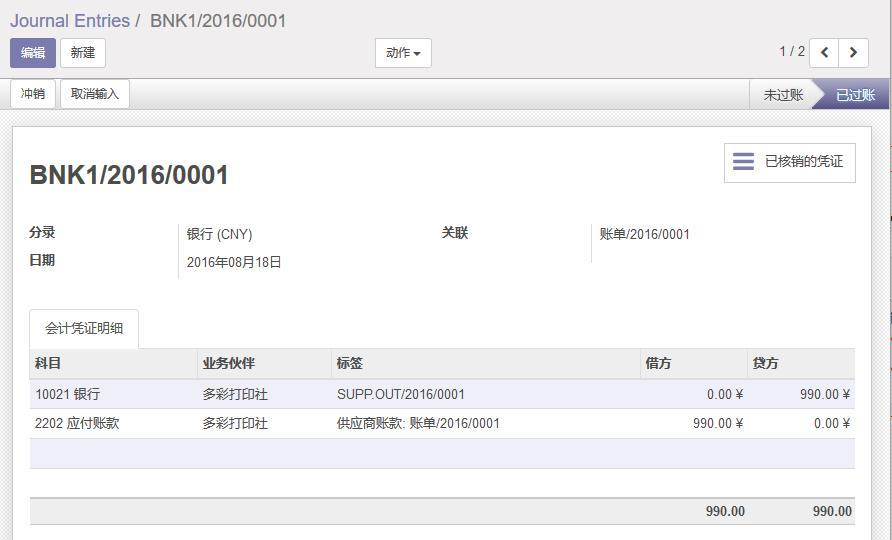 Journal Entries / BNK1/2016/0001
编辑 新建 动作 1 / 2
冲销 取消输入 未过账 已过账
已核销的凭证
BNK1/2016/0001
分录 银行 (CNY) 关联 账单/2016/0001
日期 2016年08月18日
会计凭证明细
科目 业务伙伴 标签 借方 贷方
10021 银行 多彩打印社 SUPP.OUT/2016/0001 0.00 ¥ 990.00 ¥
2202 应付账款 多彩打印社 供应商账款: 账单/2016/0001 990.00 ¥ 0.00 ¥
990.00 990.00